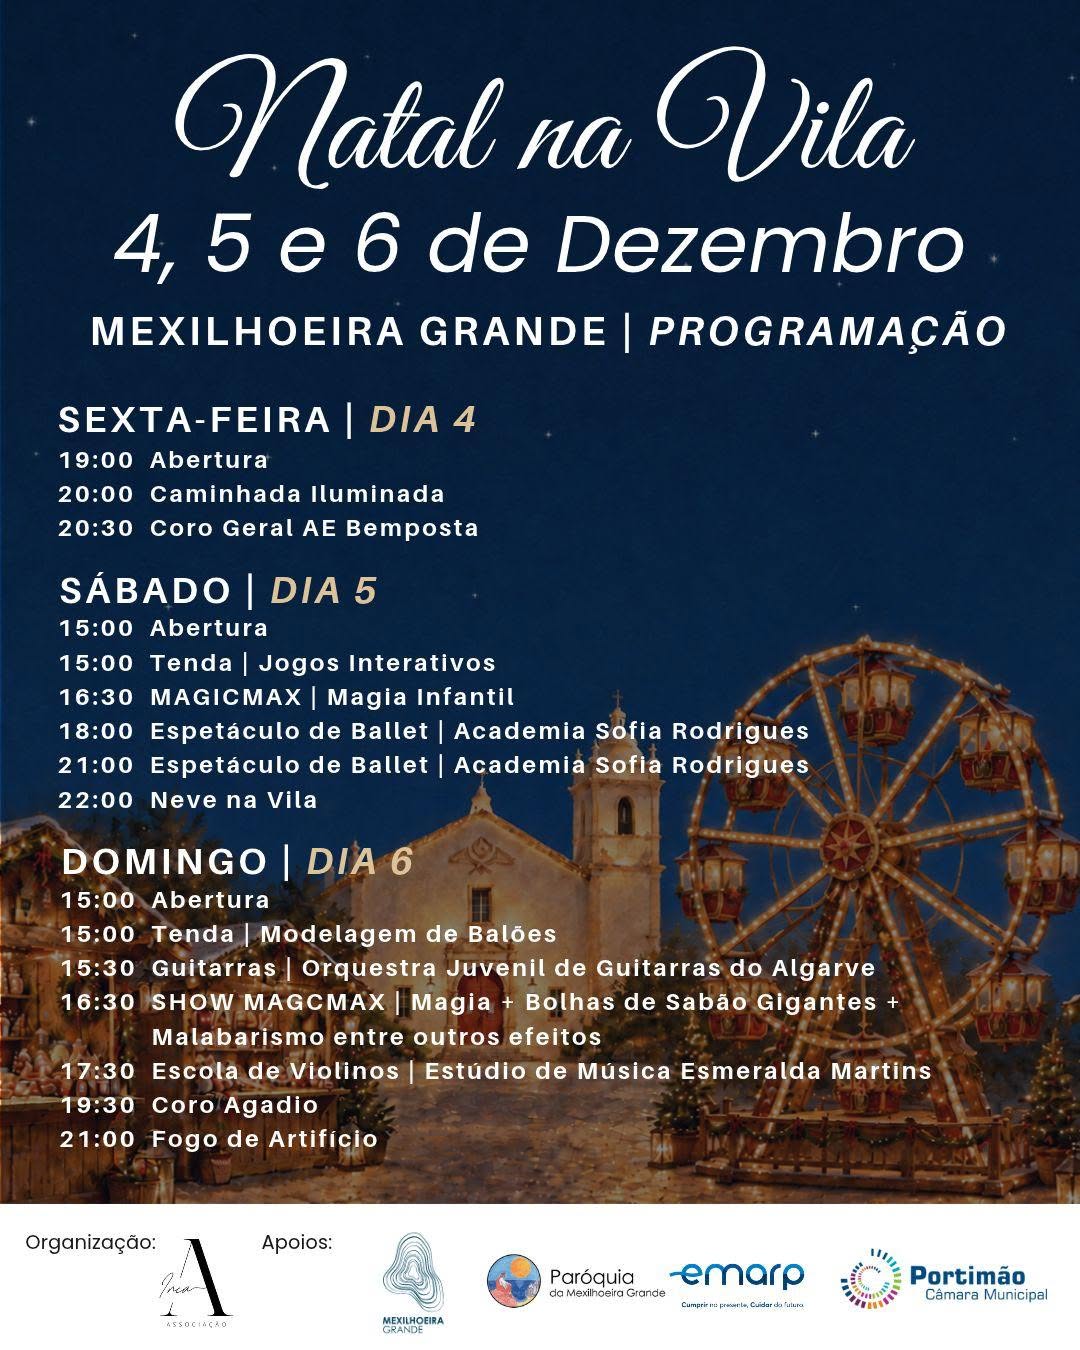 Natal na Vila
4, 5 e 6 de Dezembro
MEXILHOEIRA GRANDE | PROGRAMAÇÃO
SEXTA-FEIRA | DIA 4
19:00 Abertura
20:00 Caminhada Iluminada
20:30 Coro Geral AE Bemposta
SÁBADO | DIA 5
15:00 Abertura
15:00 Tenda | Jogos Interativos
16:30 MAGICMAX | Magia Infantil
18:00 Espetáculo de Ballet | Academia Sofia Rodrigues
21:00 Espetáculo de Ballet | Academia Sofia Rodrigues
22:00 Neve na Vila
DOMINGO | DIA 6
15:00 Abertura
15:00 Tenda | Modelagem de Balões
15:30 Guitarras | Orquestra Juvenil de Guitarras do Algarve
16:30 SHOW MAGCMAX | Magia + Bolhas de Sabão Gigantes +
Malabarismo entre outros efeitos
17:30 Escola de Violinos | Estúdio de Música Esmeralda Martins
19:30 Coro Agadio
21:00 Fogo de Artifício
Organização:
A
ASSOCIAÇÃO
Apoios:
MEXILHOEIRA
GRANDE
Paróquia
da Mexilhoeira Grande
emarp
Cumprir no presente, Cuidar do futuro.
Portimão
Câmara Municipal